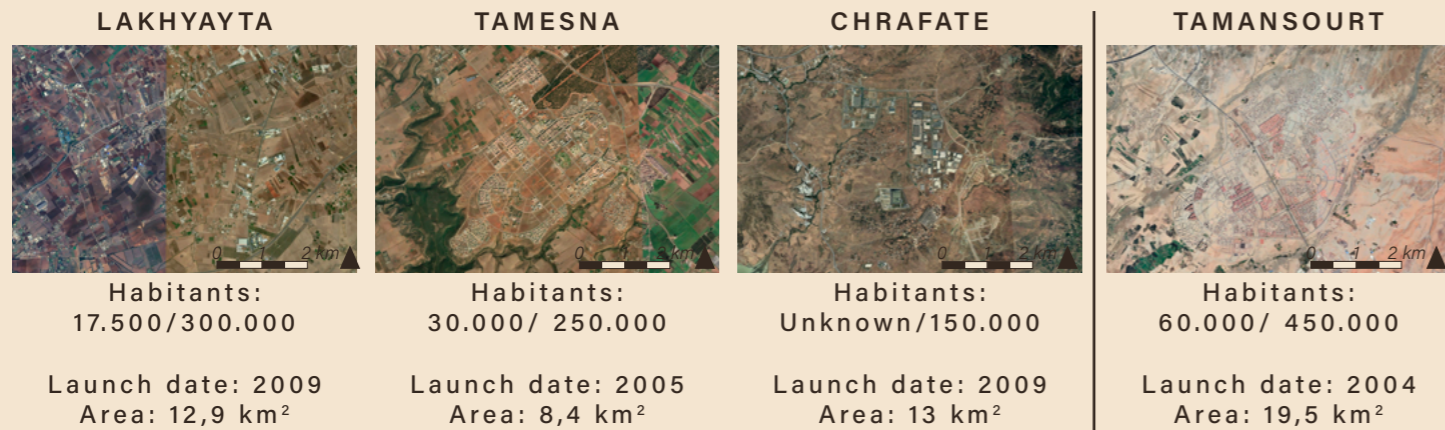 LAKHYAYTA
0 1 2 km
Habitants:
17.500/300.000
Launch date: 2009
Area: 12,9 km²
TAMESNA
0 1 2 km
Habitants:
30.000/ 250.000
Launch date: 2005
Area: 8,4 km²
CHRAFATE
0 1 2 km
Habitants:
Unknown/150.000
Launch date: 2009
Area: 13 km²
TAMANSOURT
0 1 2 km
Habitants:
60.000/ 450.000
Launch date: 2004
Area: 19,5 km²